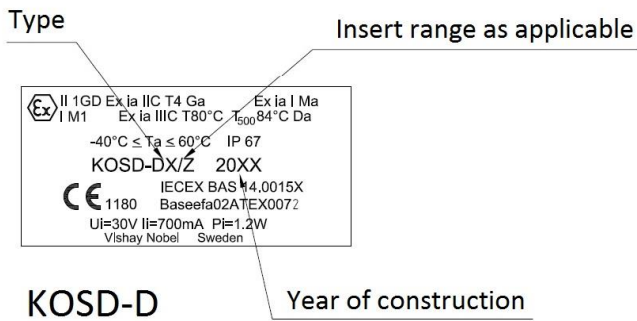 Type
Insert range as applicable
Ex II 1GD Ex ia IIC T4 Ga Ex ia I Ma
I M1 Ex ia IIIC T80°C T500 84°C Da
-40°C ≤ Ta ≤ 60°C IP 67
KOSD-DX/Z 20XX
IECEX BAS 14,0015X
CE 1180 Baseefa02ATEX0072
Ui=30V Ii=700mA Pi=1.2W
Vishay Nobel Sweden
KOSD-D
Year of construction